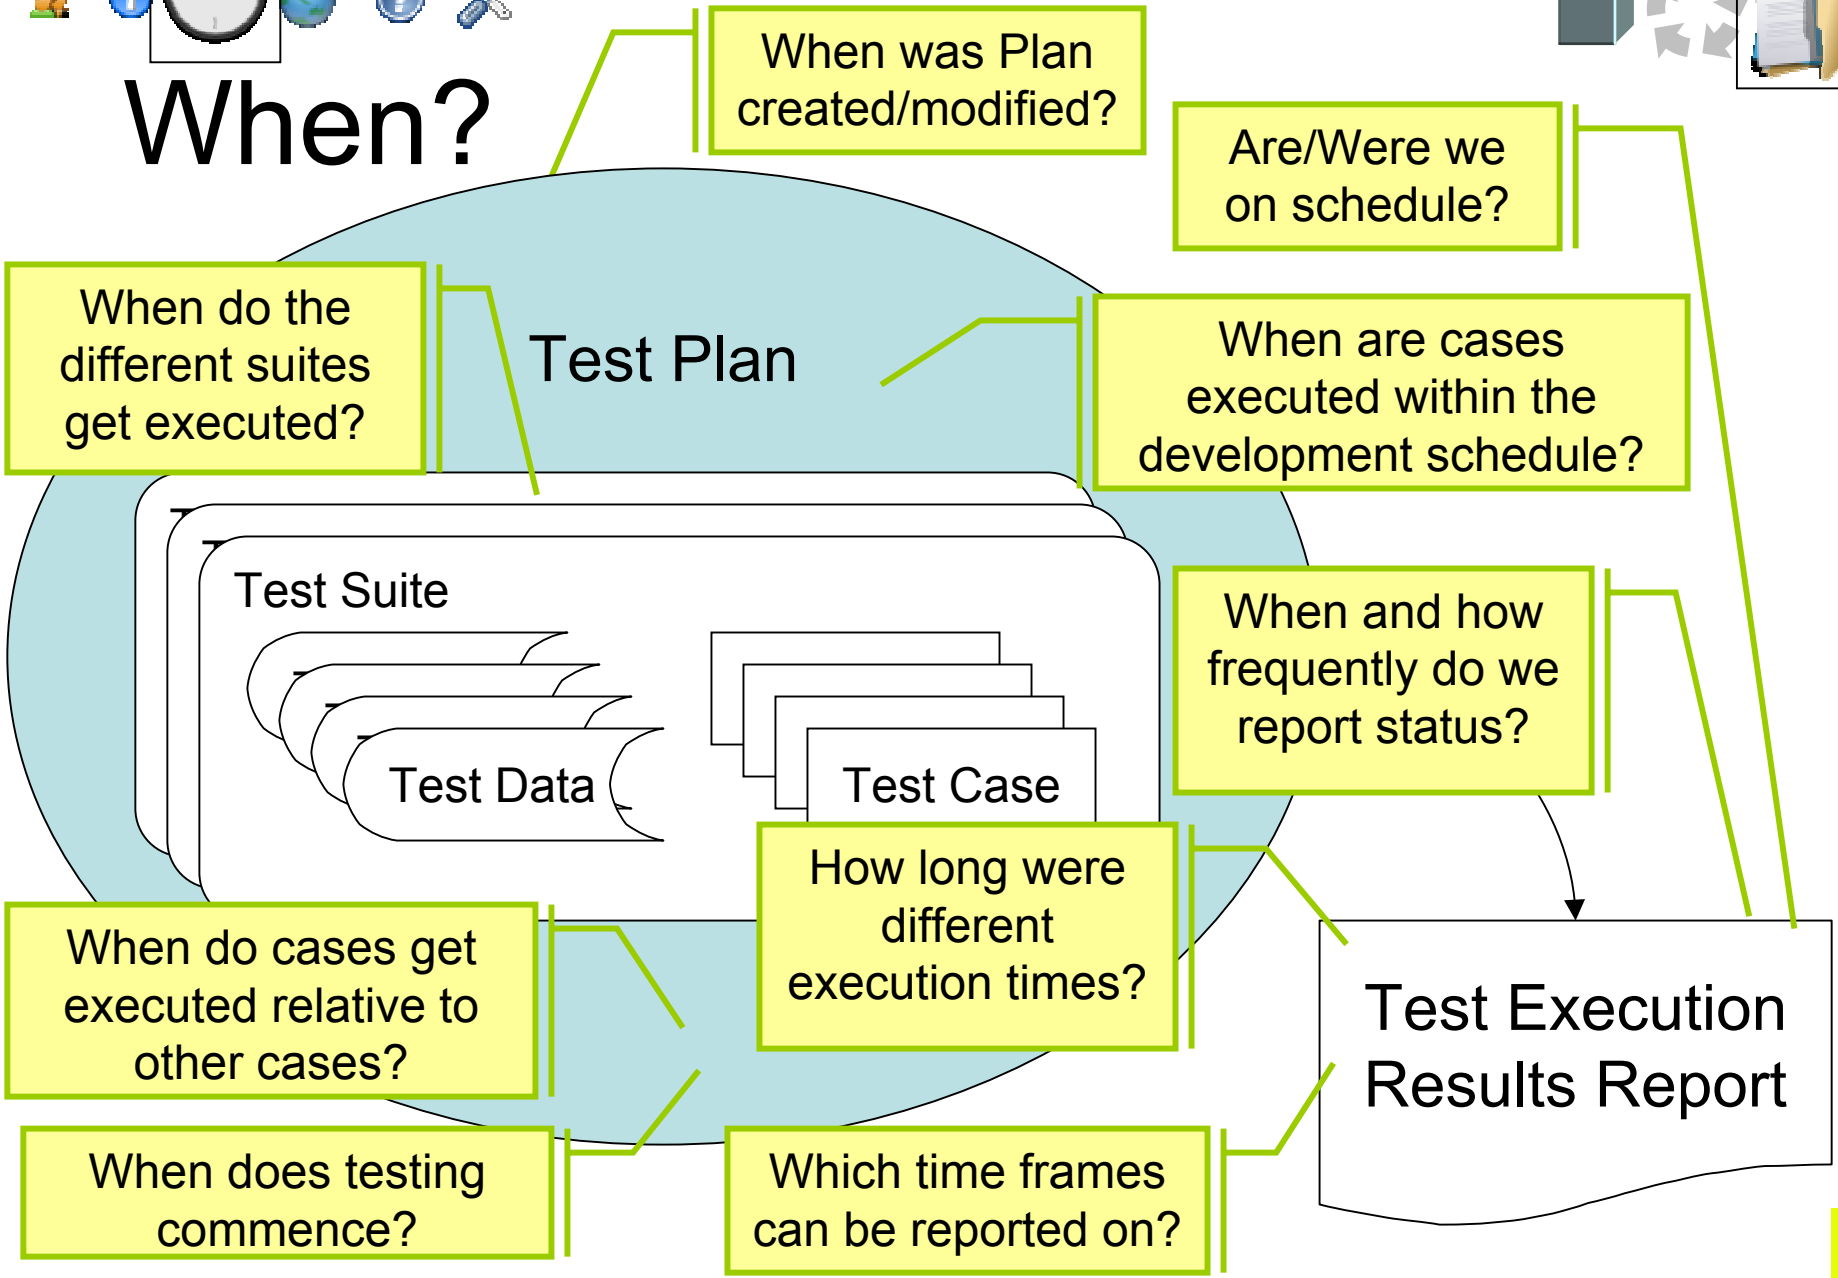 When?
When was Plan
created/modified?
Are/Were we
on schedule?
When do the
different suites
get executed?
Test Plan
When are cases
executed within the
development schedule?
Test Suite
When and how
frequently do we
report status?
Test Data
Test Case
How long were
different
execution times?
When do cases get
executed relative to
other cases?
Test Execution
Results Report
When does testing
commence?
Which time frames
can be reported on?